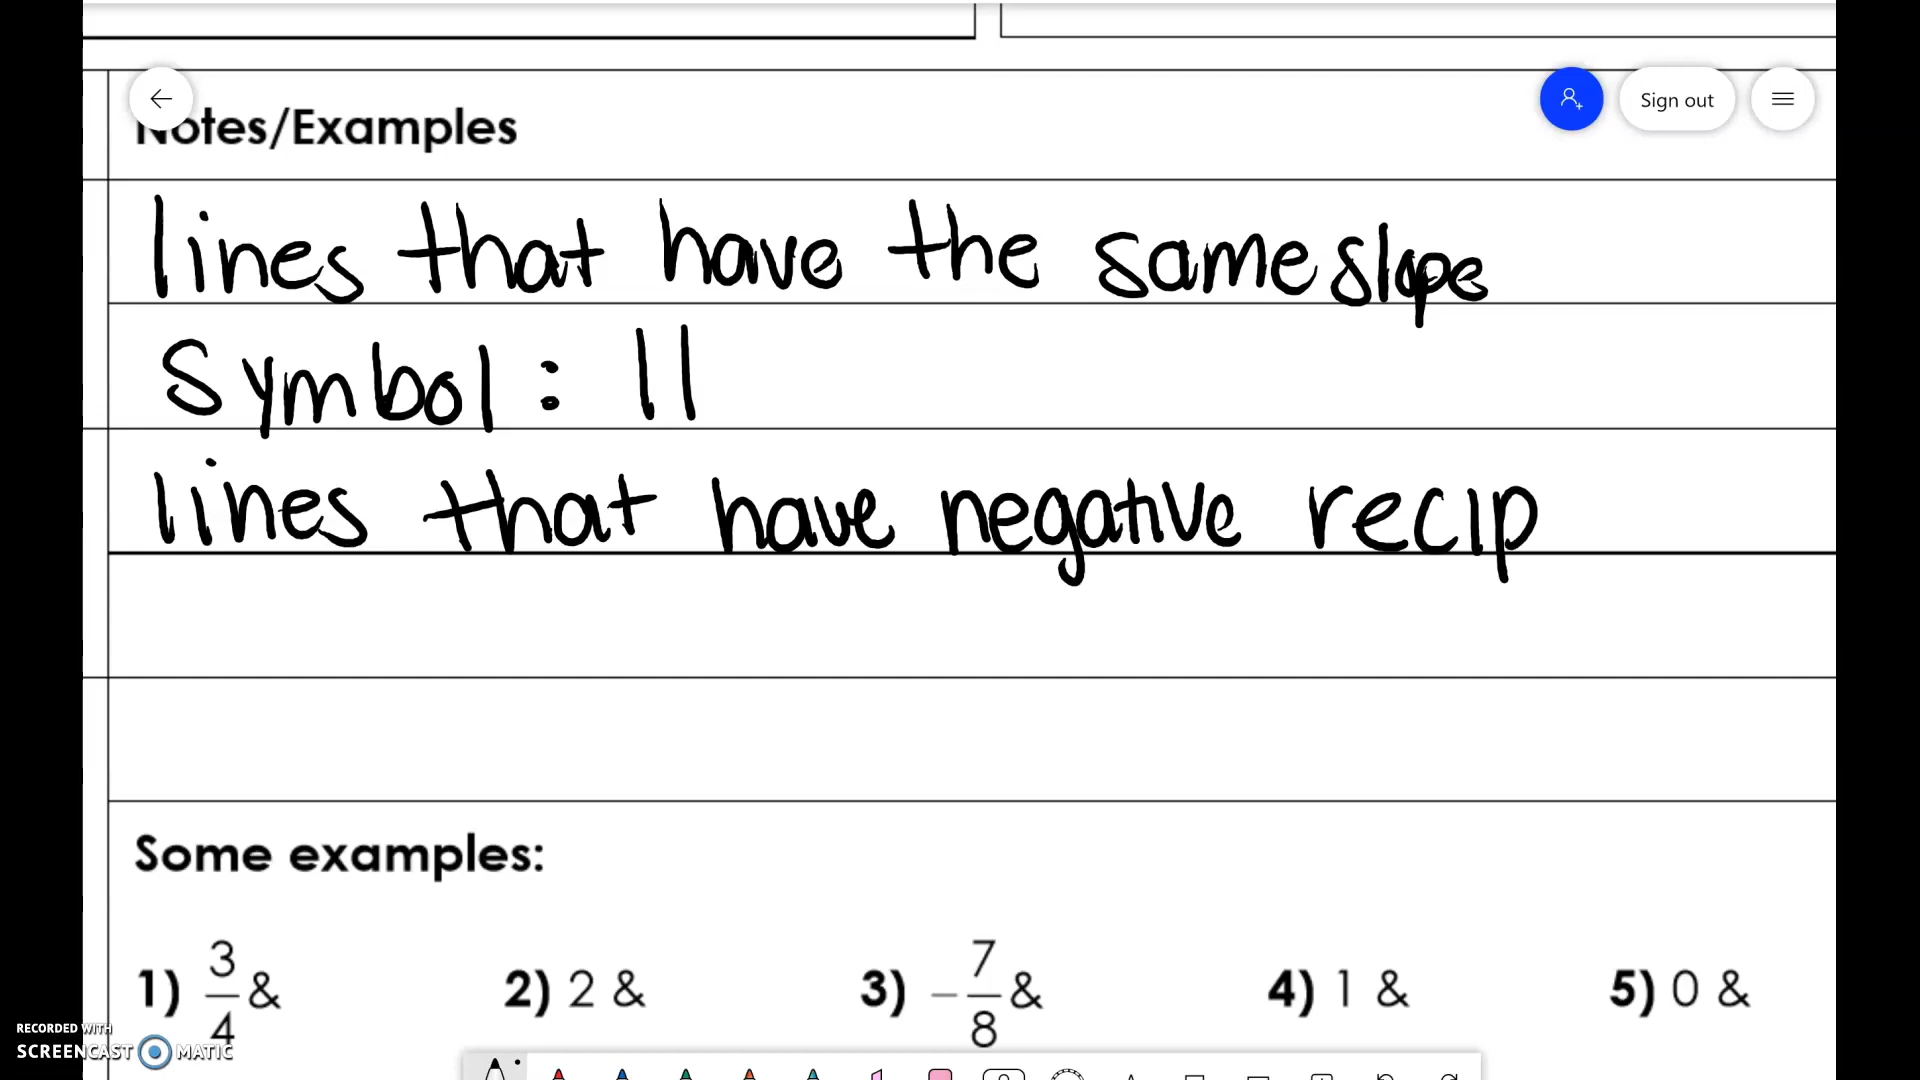 Notes/Examples
Sign out
lines that have the same slope
Symbol: ||
lines that have negative recip
Some examples:
1) 3/4 & 2) 2 & 3) -7/8 & 4) 1 & 5) 0 &
RECORDED WITH
SCREENCAST MATIC